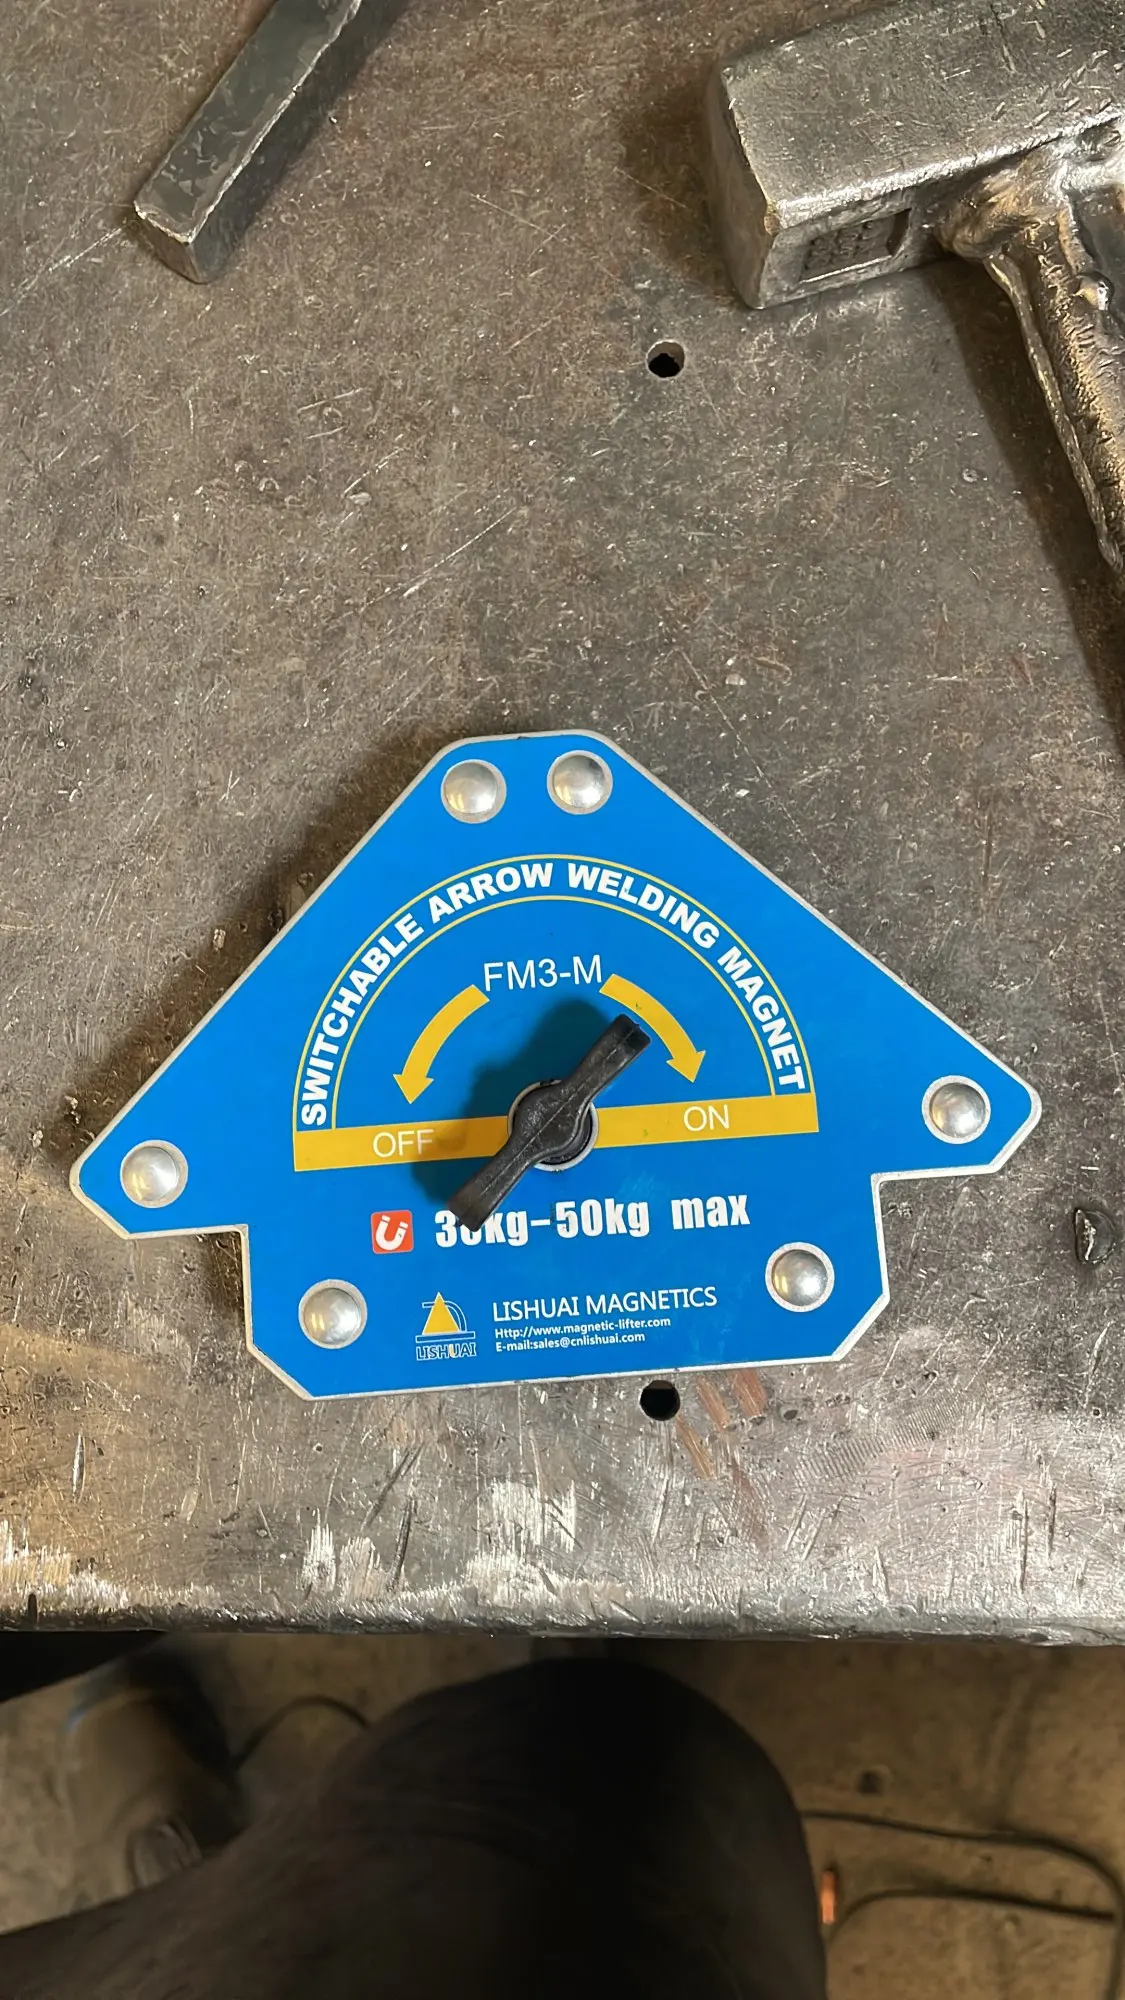 SWITCHABLE ARROW WELDING MAGNET
FM3-M
OFF
ON
30kg-50kg max
LISHUAI MAGNETICS
Http://www.magnetic-lifter.com
E-mail:sales@cnlishuai.com
LISHUAI